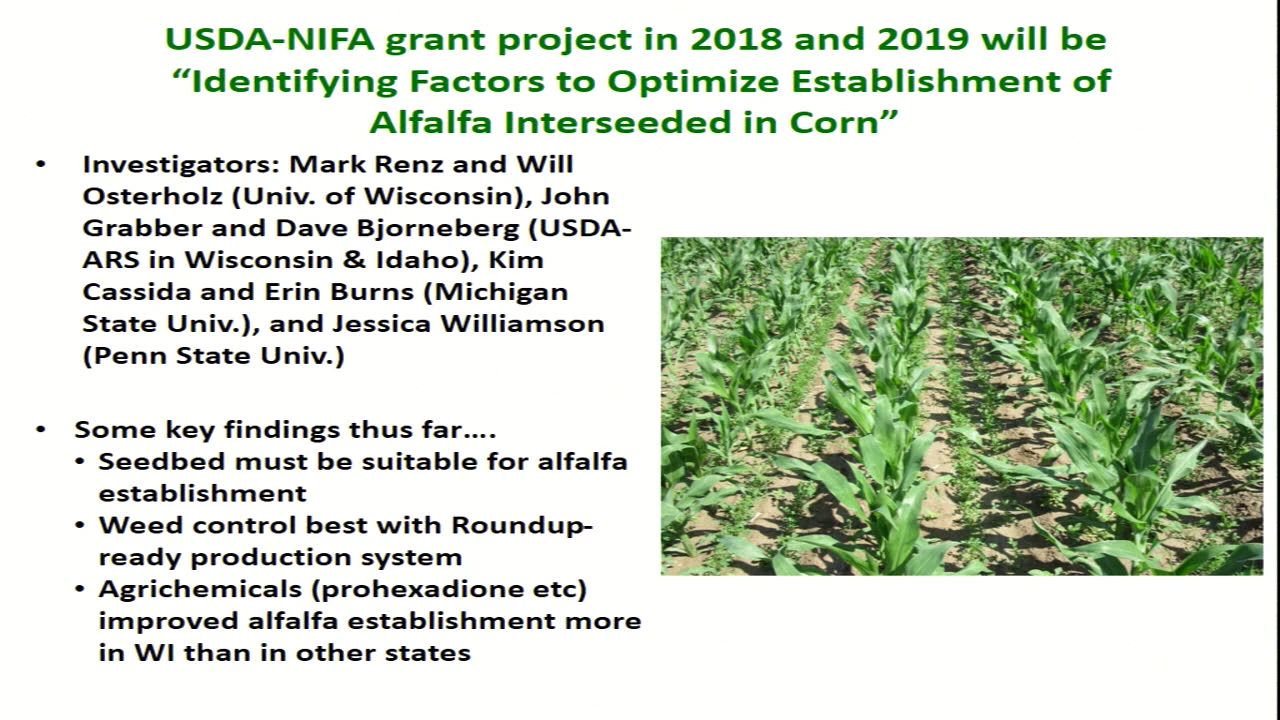 USDA-NIFA grant project in 2018 and 2019 will be
“Identifying Factors to Optimize Establishment of
Alfalfa Interseeded in Corn”
• Investigators: Mark Renz and Will
Osterholz (Univ. of Wisconsin), John
Grabber and Dave Bjorneberg (USDA-
ARS in Wisconsin & Idaho), Kim
Cassida and Erin Burns (Michigan
State Univ.), and Jessica Williamson
(Penn State Univ.)
• Some key findings thus far….
• Seedbed must be suitable for alfalfa
establishment
• Weed control best with Roundup-
ready production system
• Agrichemicals (prohexadione etc)
improved alfalfa establishment more
in WI than in other states